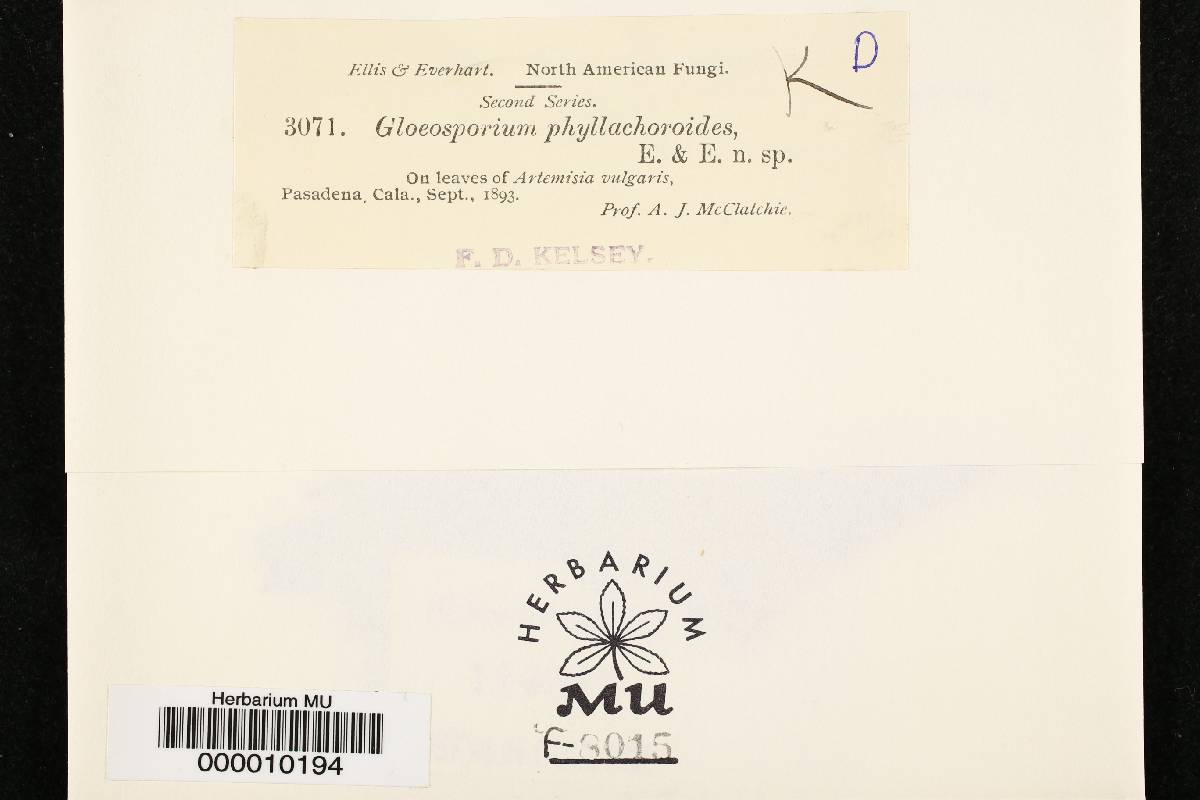 Ellis & Everhart. North American Fungi.
K D
Second Series.
3071. Gloeosporium phyllachoroides,
E. & E. n. sp.
On leaves of Artemisia vulgaris,
Pasadena, Cala., Sept., 1893.
Prof. A. J. McClatchie.
F. D. KELSEY.
HERBARIUM
MU
F-8015
Herbarium MU
000010194